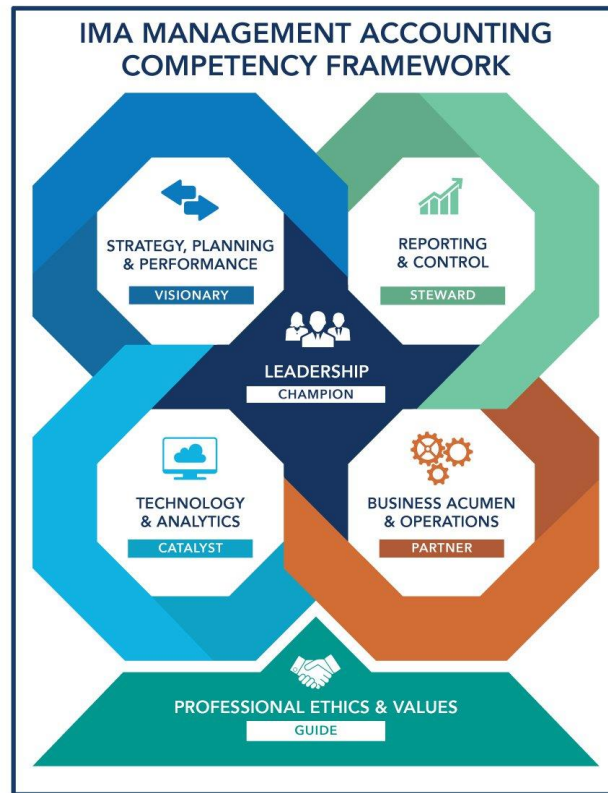 IMA MANAGEMENT ACCOUNTING
COMPETENCY FRAMEWORK
STRATEGY, PLANNING
& PERFORMANCE
VISIONARY
REPORTING
& CONTROL
STEWARD
LEADERSHIP
CHAMPION
TECHNOLOGY
& ANALYTICS
CATALYST
BUSINESS ACUMEN
& OPERATIONS
PARTNER
PROFESSIONAL ETHICS & VALUES
GUIDE